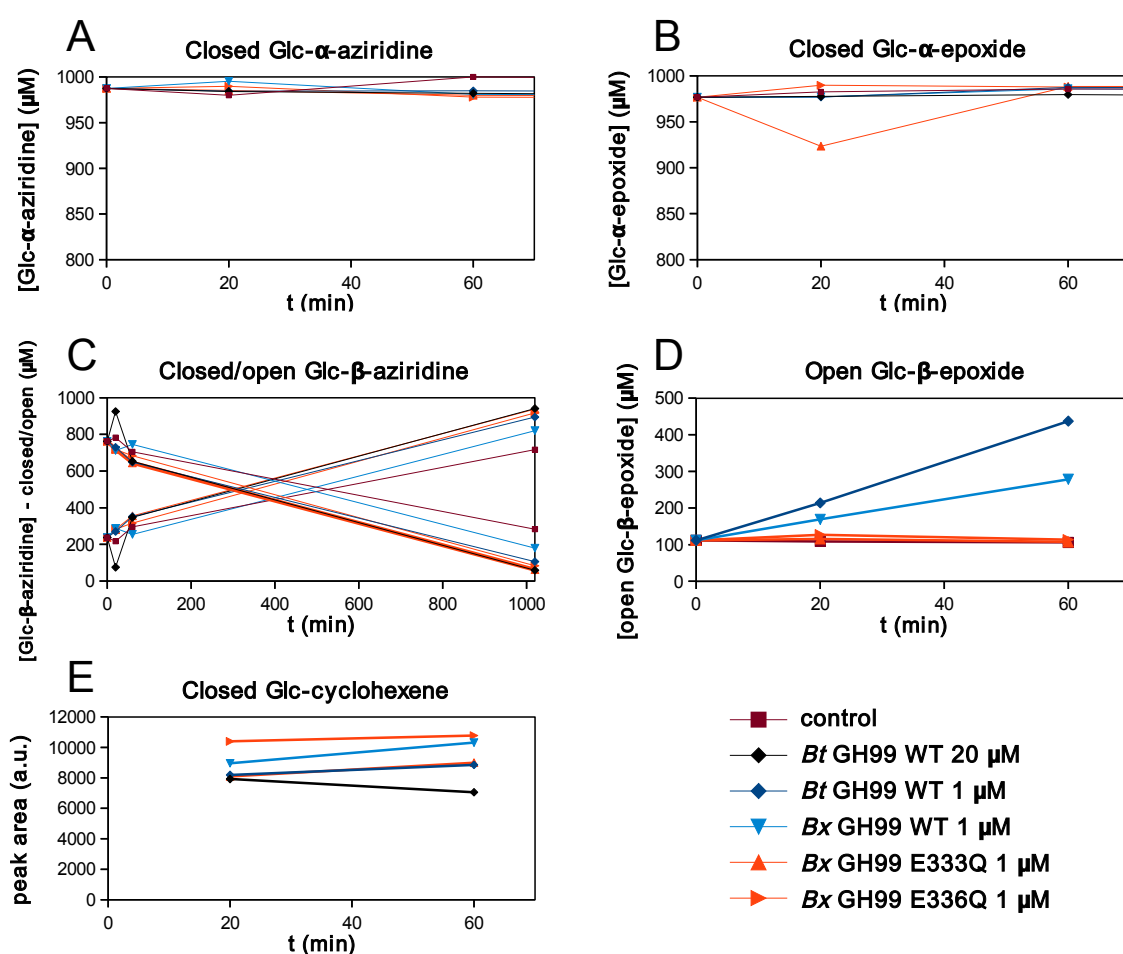 A
Closed Glc-α-aziridine
[Glc-α-aziridine] (µM)
1000
950
900
850
800
0 20 40 60
t (min)
B
Closed Glc-α-epoxide
[Glc-α-epoxide] (µM)
1000
950
900
850
800
0 20 40 60
t (min)
C
Closed/open Glc-β-aziridine
[Glc-β-aziridine] - closed/open (µM)
1000
800
600
400
200
0
0 200 400 600 800 1000
t (min)
D
Open Glc-β-epoxide
[open Glc-β-epoxide] (µM)
500
400
300
200
100
0
0 20 40 60
t (min)
E
Closed Glc-cyclohexene
peak area (a.u.)
12000
10000
8000
6000
4000
2000
0
0 20 40 60
t (min)
control
Bt GH99 WT 20 µM
Bt GH99 WT 1 µM
Bx GH99 WT 1 µM
Bx GH99 E333Q 1 µM
Bx GH99 E336Q 1 µM